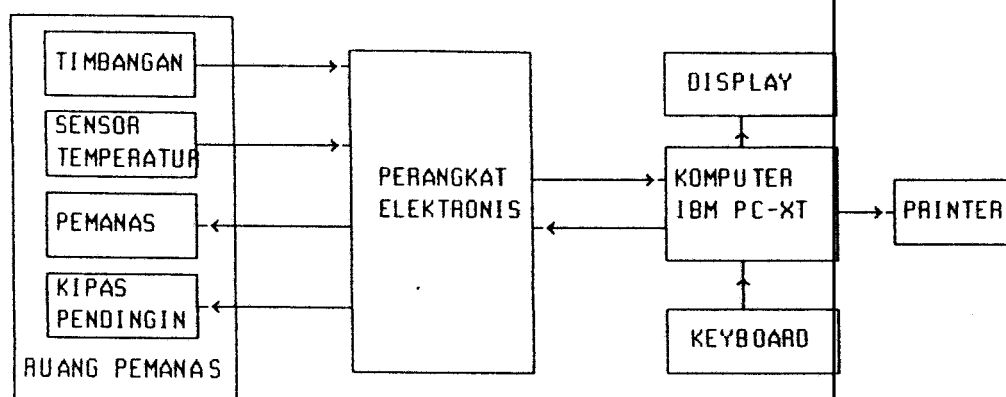 TIMBANGAN
SENSOR
TEMPERATUR
PEMANAS
KIPAS
PENDINGIN
RUANG PEMANAS
PERANGKAT
ELEKTRONIS
DISPLAY
KOMPUTER
IBM PC-XT
KEYBOARD
PRINTER